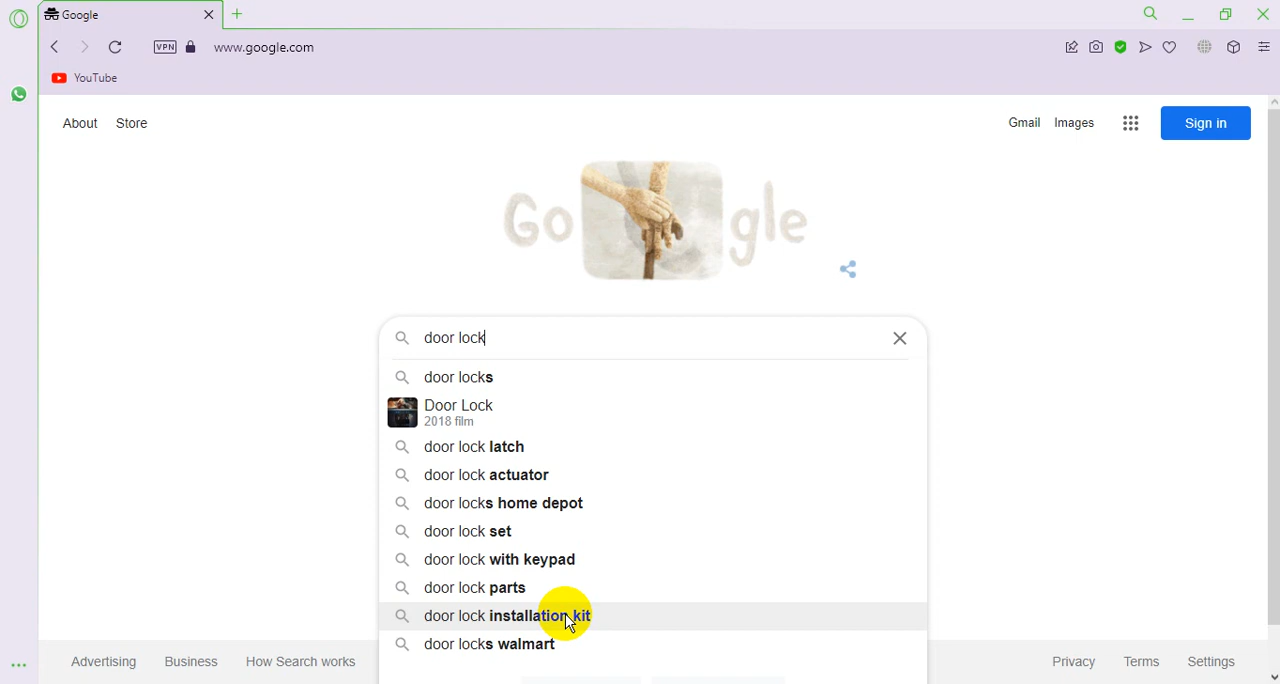 Google
VPN
www.google.com
YouTube
About
Store
Gmail
Images
Sign in
Google
door lock
door locks
Door Lock
2018 film
door lock latch
door lock actuator
door locks home depot
door lock set
door lock with keypad
door lock parts
door lock installation kit
door locks walmart
Advertising
Business
How Search works
Privacy
Terms
Settings